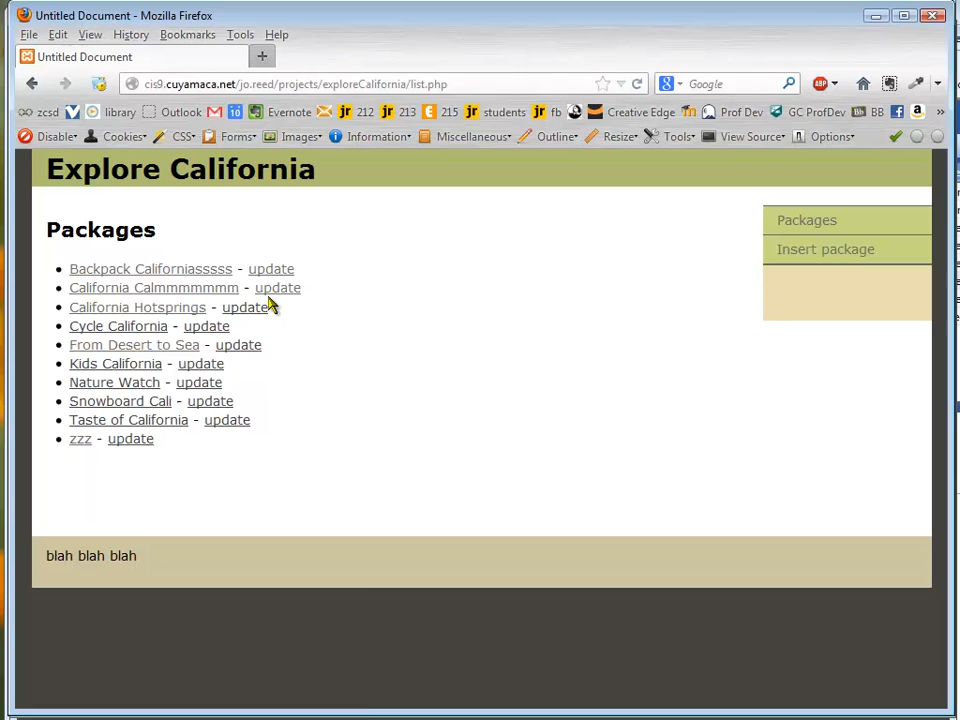 Untitled Document - Mozilla Firefox
File Edit View History Bookmarks Tools Help
Untitled Document
cis9.cuyamaca.net/jo.reed/projects/exploreCalifornia/list.php
Google
zcsd library Outlook Evernote 212 213 215 students fb Creative Edge Prof Dev GC ProfDev BB
Disable Cookies CSS Forms Images Information Miscellaneous Outline Resize Tools View Source Options
Explore California
Packages
Packages
Insert package
Backpack Californiasssss - update
California Calmmmmmmm - update
California Hotsprings - update
Cycle California - update
From Desert to Sea - update
Kids California - update
Nature Watch - update
Snowboard Cali - update
Taste of California - update
zzz - update
blah blah blah